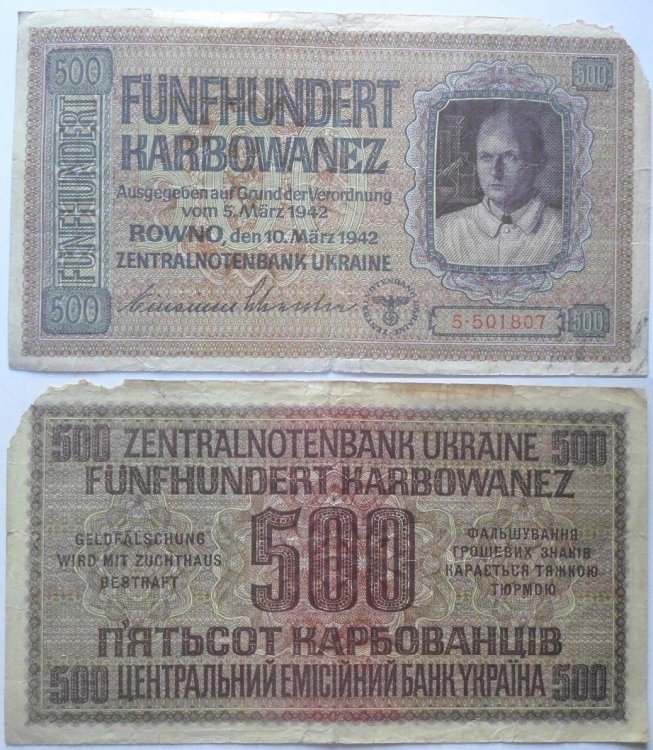 500
500
FÜNFHUNDERT
FÜNFHUNDERT
KARBOWANEZ
Ausgegeben auf Grund der Verordnung
vom 5. März 1942
ROWNO, den 10. März 1942
ZENTRALNOTENBANK UKRAINE
500
5·501807
500
ZENTRALNOTENBANK UKRAINE
500 ZENTRALNOTENBANK UKRAINE 500
FÜNFHUNDERT KARBOWANEZ
GELDFÄLSCHUNG
WIRD MIT ZUCHTHAUS
BESTRAFT
500
ФАЛЬШУВАННЯ
ГРОШЕВИХ ЗНАКІВ
КАРАЄТЬСЯ ТЯЖКОЮ
ТЮРМОЮ
П'ЯТЬСОТ КАРБОВАНЦІВ
500 ЦЕНТРАЛЬНИЙ ЕМІСІЙНИЙ БАНК УКРАЇНА 500